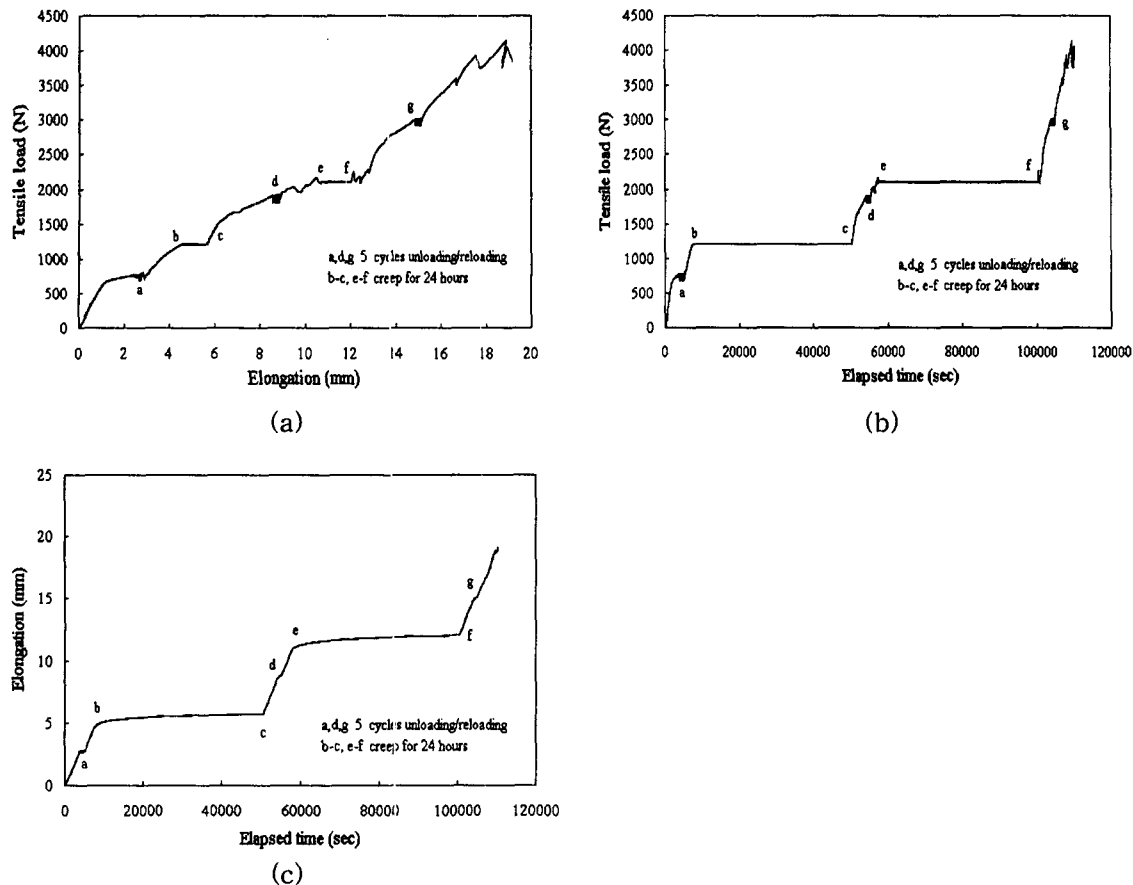 4500
4000
3500
3000
2500
2000
1500
1000
500
0
Tensile load (N)
a
b
c
d
e
f
g
a,d,g 5 cycles unloading/reloading
b-c, e-f creep for 24 hours
0 2 4 6 8 10 12 14 16 18 20
Elongation (mm)
(a)
4500
4000
3500
3000
2500
2000
1500
1000
500
0
Tensile load (N)
a
b
c
d
e
f
g
a,d,g 5 cycles unloading/reloading
b-c, e-f creep for 24 hours
0 20000 40000 60000 80000 100000 120000
Elapsed time (sec)
(b)
25
20
15
10
5
0
Elongation (mm)
a
b
c
d
e
f
g
a,d,g 5 cycles unloading/reloading
b-c, e-f creep for 24 hours
0 20000 40000 60000 80000 100000 120000
Elapsed time (sec)
(c)